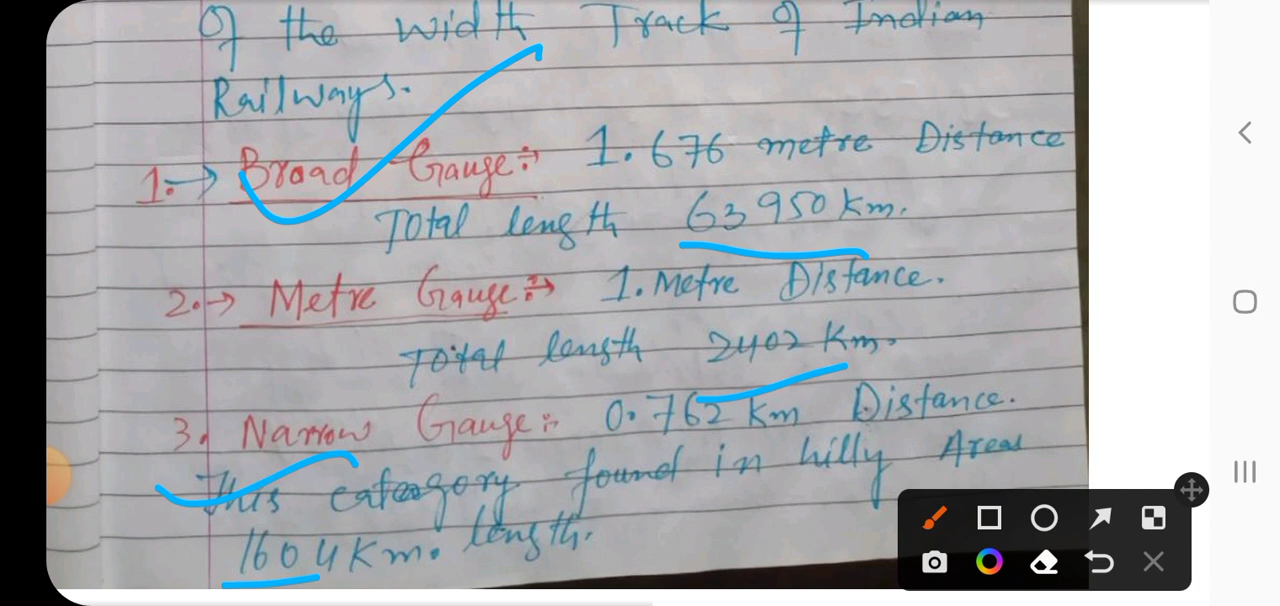 Of the width Track of Indian
Railways.
1.→ Broad Gauge:- 1.676 metre Distance
Total length 63950 Km.
2.→ Metre Gauge:→ 1.Metre Distance.
Total length 2402 Km.
3. Narrow Gauge:- 0.762 Km Distance.
This catagory found in hilly Areas
1604 Km. length.